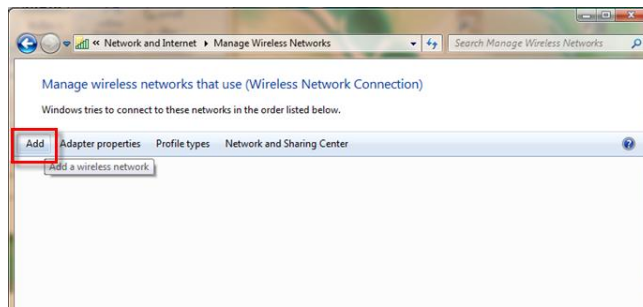 « Network and Internet ▸ Manage Wireless Networks
Search Manage Wireless Networks
Manage wireless networks that use (Wireless Network Connection)
Windows tries to connect to these networks in the order listed below.
Add Adapter properties Profile types Network and Sharing Center
Add a wireless network